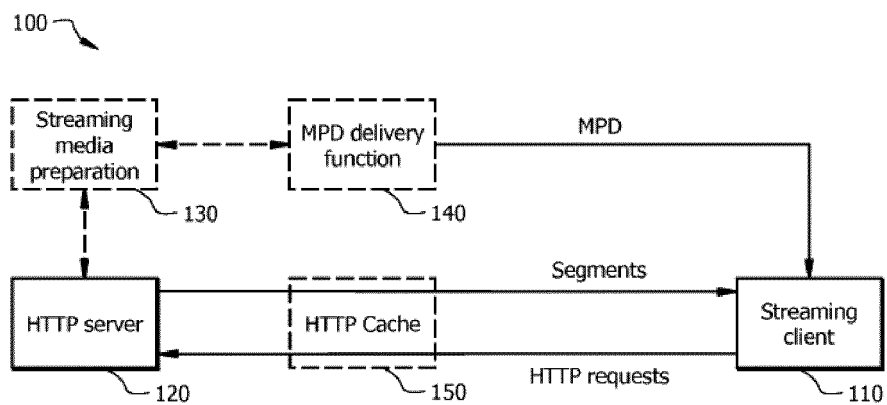 100
Streaming
media
preparation
130
MPD delivery
function
140
MPD
Segments
HTTP server
120
HTTP Cache
150
HTTP requests
Streaming
client
110